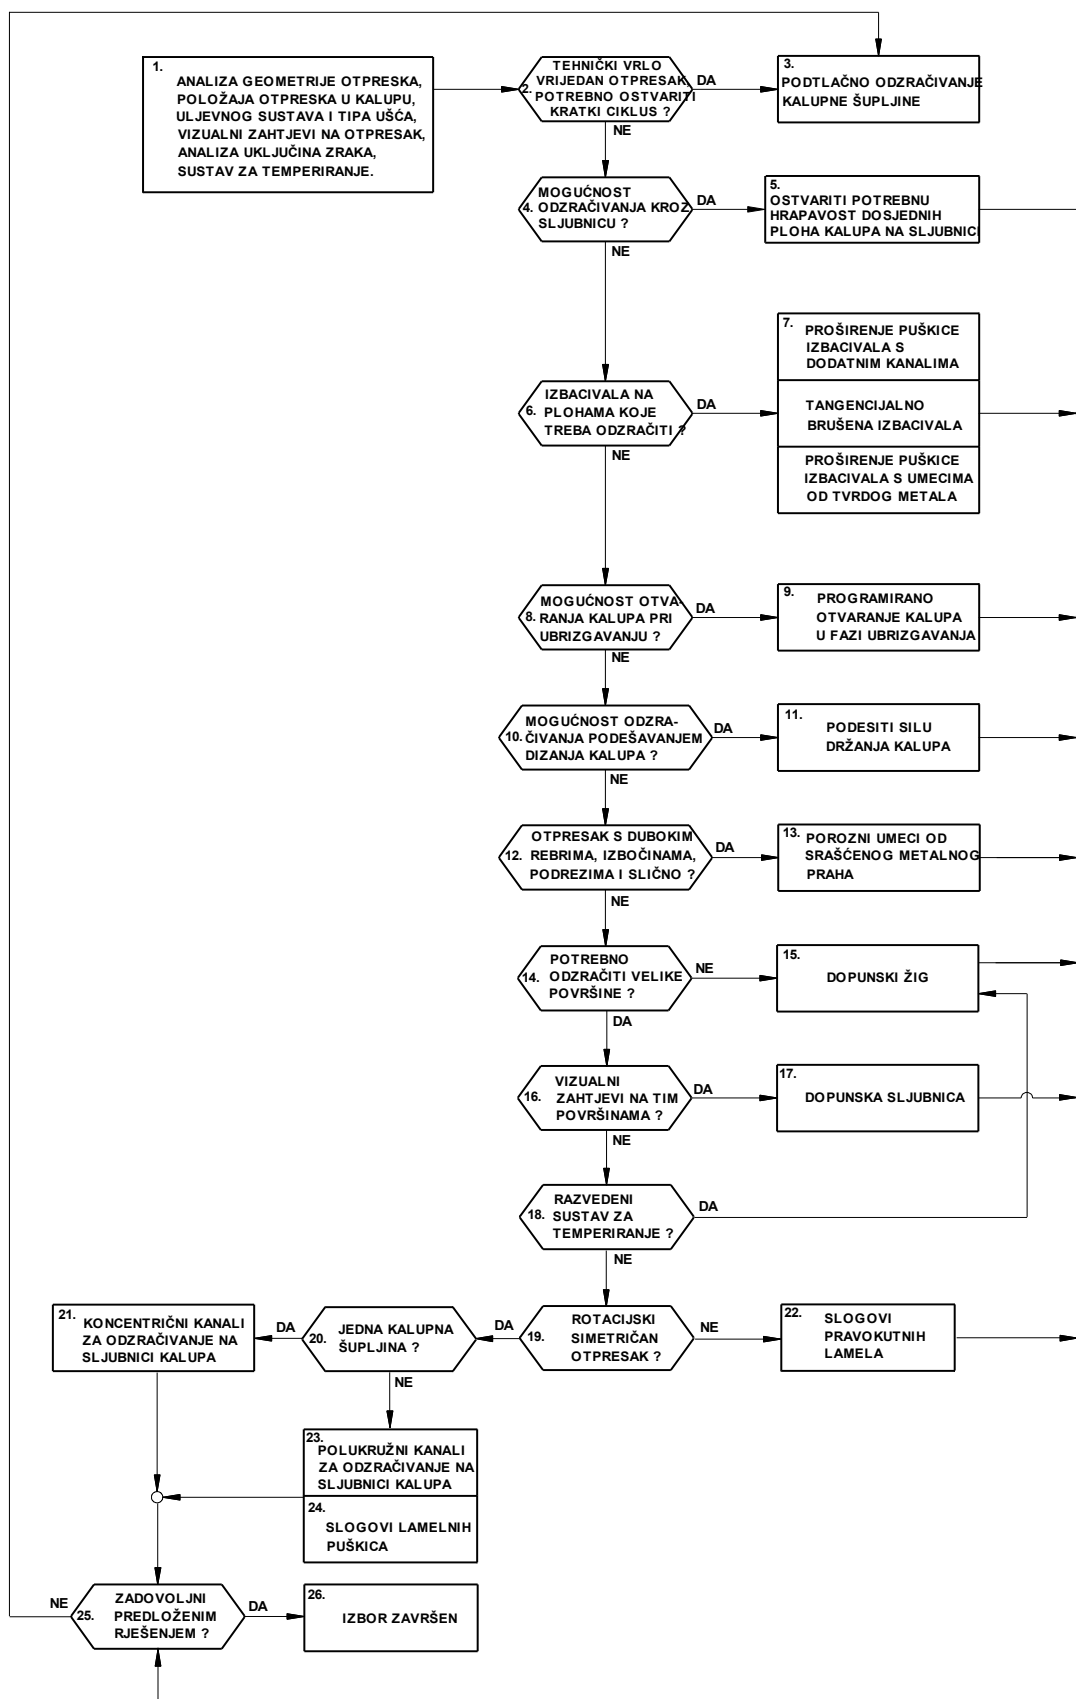 1.
ANALIZA GEOMETRIJE OTPRESKA,
POLOŽAJA OTPRESKA U KALUPU,
ULJEVNOG SUSTAVA I TIPA UŠĆA,
VIZUALNI ZAHTJEVI NA OTPRESAK,
ANALIZA UKLJUČINA ZRAKA,
SUSTAV ZA TEMPERIRANJE.
TEHNIČKI VRLO
VRIJEDAN OTPRESAK,
2. POTREBNO OSTVARITI
KRATKI CIKLUS ?
DA
NE
3.
PODTLAČNO ODZRAČIVANJE
KALUPNE ŠUPLJINE
MOGUĆNOST
4. ODZRAČIVANJA KROZ
SLJUBNICU ?
DA
NE
5.
OSTVARITI POTREBNU
HRAPAVOST DOSJEDNIH
PLOHA KALUPA NA SLJUBNICI
IZBACIVALA NA
6. PLOHAMA KOJE
TREBA ODZRAČITI ?
DA
NE
7.
PROŠIRENJE PUŠKICE
IZBACIVALA S
DODATNIM KANALIMA
TANGENCIJALNO
BRUŠENA IZBACIVALA
PROŠIRENJE PUŠKICE
IZBACIVALA S UMECIMA
OD TVRDOG METALA
MOGUĆNOST OTVA-
8. RANJA KALUPA PRI
UBRIZGAVANJU ?
DA
NE
9.
PROGRAMIRANO
OTVARANJE KALUPA
U FAZI UBRIZGAVANJA
MOGUĆNOST ODZRA-
10. ČIVANJA PODEŠAVANJEM
DIZANJA KALUPA ?
DA
NE
11.
PODESITI SILU
DRŽANJA KALUPA
OTPRESAK S DUBOKIM
12. REBRIMA, IZBOČINAMA,
PODREZIMA I SLIČNO ?
DA
NE
13. POROZNI UMECI OD
SRAŠĆENOG METALNOG
PRAHA
POTREBNO
14. ODZRAČITI VELIKE
POVRŠINE ?
NE
DA
15.
DOPUNSKI ŽIG
VIZUALNI
16. ZAHTJEVI NA TIM
POVRŠINAMA ?
DA
NE
17.
DOPUNSKA SLJUBNICA
RAZVEDENI
18. SUSTAV ZA
TEMPERIRANJE ?
DA
NE
ROTACIJSKI
19. SIMETRIČAN
OTPRESAK ?
DA
NE
22. SLOGOVI
PRAVOKUTNIH
LAMELA
JEDNA KALUPNA
20. ŠUPLJINA ?
DA
NE
21.
KONCENTRIČNI KANALI
ZA ODZRAČIVANJE NA
SLJUBNICI KALUPA
23.
POLUKRUŽNI KANALI
ZA ODZRAČIVANJE NA
SLJUBNICI KALUPA
24.
SLOGOVI LAMELNIH
PUŠKICA
ZADOVOLJNI
25. PREDLOŽENIM
RJEŠENJEM ?
NE
DA
26.
IZBOR ZAVRŠEN